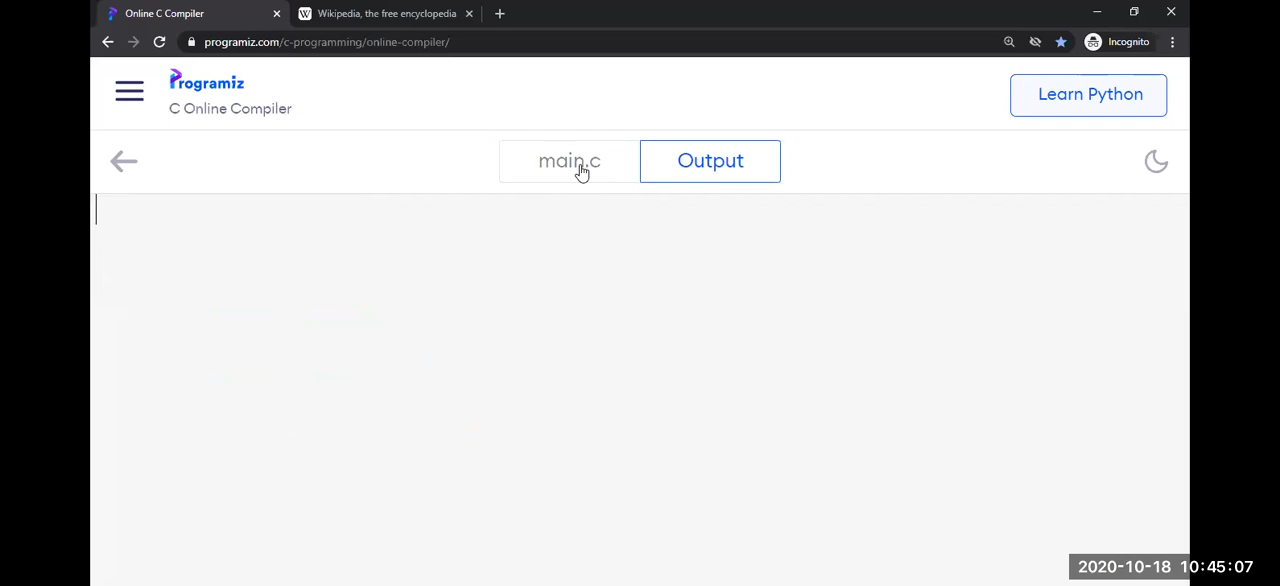 Online C Compiler
Wikipedia, the free encyclopedia
programiz.com/c-programming/online-compiler/
Incognito
Programiz
C Online Compiler
Learn Python
main.c
Output
2020-10-18 10:45:07